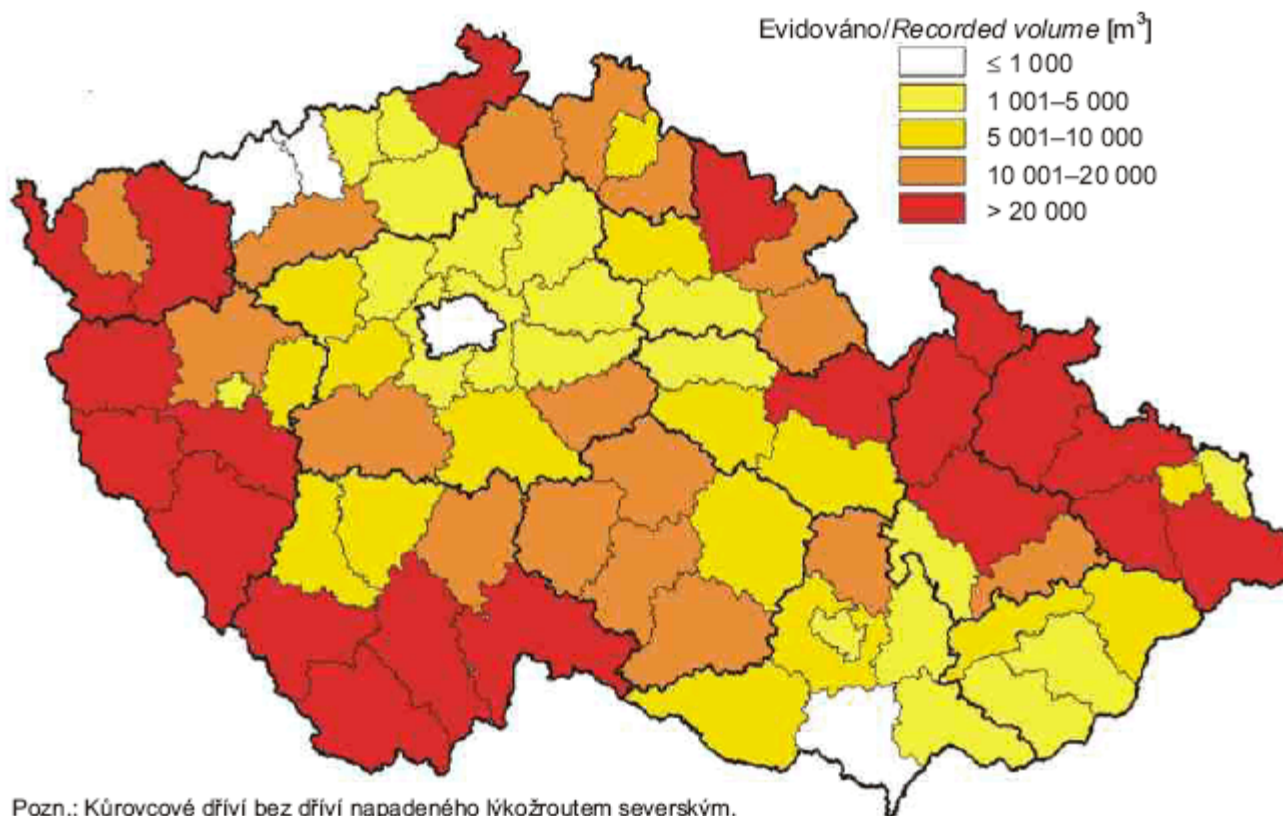 Evidováno/Recorded volume [m³]
≤ 1 000
1 001–5 000
5 001–10 000
10 001–20 000
> 20 000
Pozn.: Kůrovcové dříví bez dříví napadeného lýkožroutem severským.